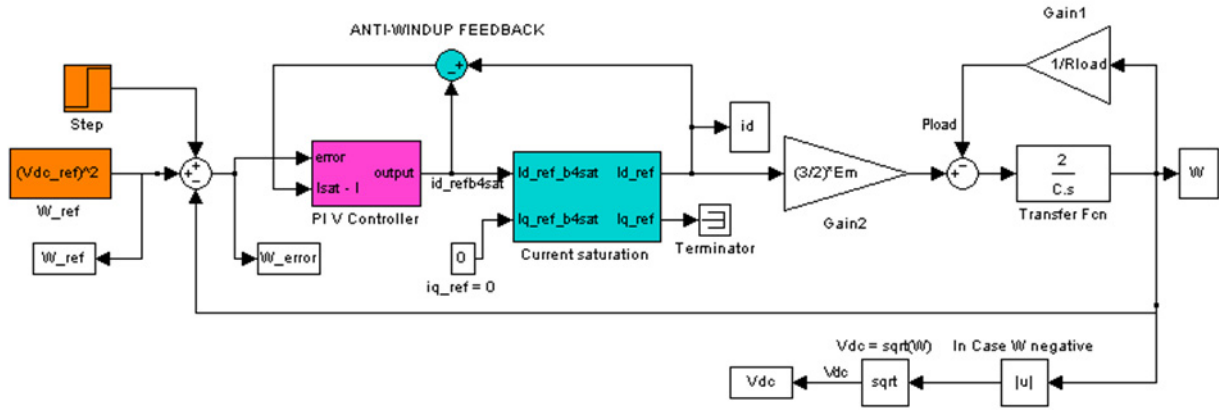 Gain1
ANTI-WINDUP FEEDBACK
1/Rload
Step
id
Pload
(Vdc_ref)^2
error
output
Isat - I
id_refb4sat
Id_ref_b4sat
Id_ref
Iq_ref_b4sat
Iq_ref
(3/2)*Em
2
C.s
W
W_ref
PI V Controller
Gain2
Transfer Fcn
W_ref
W_error
0
iq_ref = 0
Current saturation
Terminator
Vdc = sqrt(W)
In Case W negative
Vdc
Vdc
sqrt
|u|